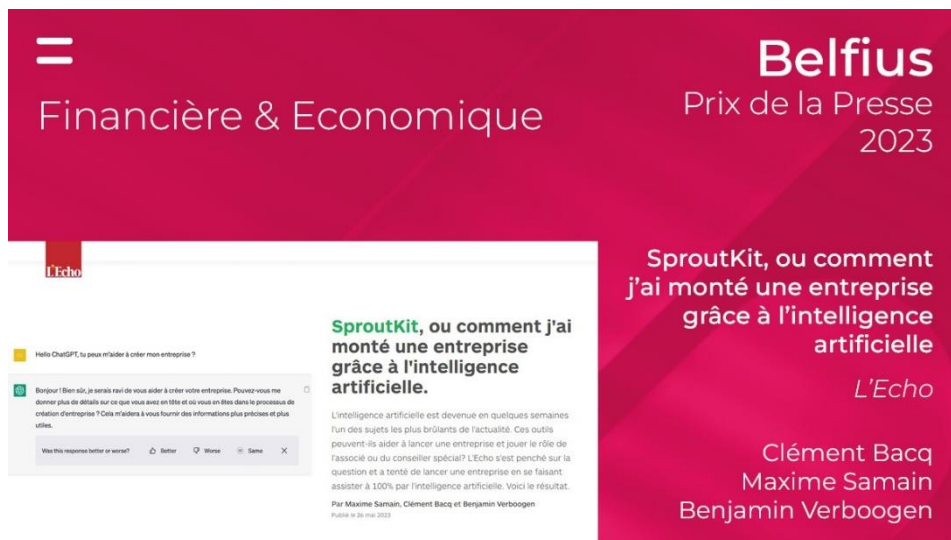 Financière & Economique
Belfius
Prix de la Presse
2023
L'Echo
Hello ChatGPT, tu peux m'aider à créer mon entreprise ?
Bonjour ! Bien sûr, je serais ravi de vous aider à créer votre entreprise. Pouvez-vous me
donner plus de détails sur ce que vous avez en tête et où vous en êtes dans le processus de
création d'entreprise ? Cela m'aidera à vous fournir des informations plus précises et plus
utiles.
Was this response better or worse? Better Worse Same
SproutKit, ou comment j'ai
monté une entreprise
grâce à l'intelligence
artificielle.
L'intelligence artificielle est devenue en quelques semaines
l'un des sujets les plus brûlants de l'actualité. Ces outils
peuvent-ils aider à lancer une entreprise et jouer le rôle de
l'associé ou du conseiller spécial? L'Echo s'est penché sur la
question et a tenté de lancer une entreprise en se faisant
assister à 100% par l'intelligence artificielle. Voici le résultat.
Par Maxime Samain, Clément Bacq et Benjamin Verboogen
Publié le 26 mai 2023
SproutKit, ou comment
j'ai monté une entreprise
grâce à l'intelligence
artificielle
L'Echo
Clément Bacq
Maxime Samain
Benjamin Verboogen